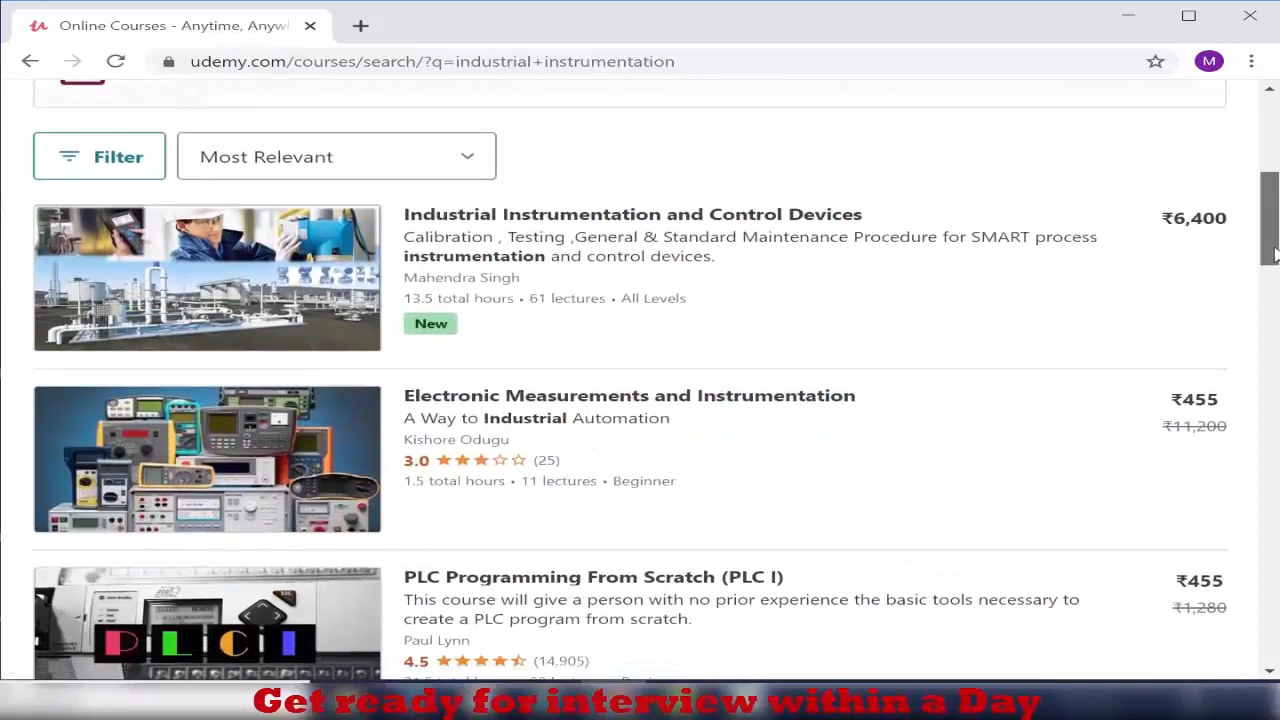 Online Courses - Anytime, Anyw
udemy.com/courses/search/?q=industrial+instrumentation
M
Filter
Most Relevant
Industrial Instrumentation and Control Devices
₹6,400
Calibration , Testing ,General & Standard Maintenance Procedure for SMART process
instrumentation and control devices.
Mahendra Singh
13.5 total hours • 61 lectures • All Levels
New
Electronic Measurements and Instrumentation
₹455
A Way to Industrial Automation
₹11,200
Kishore Odugu
3.0 (25)
1.5 total hours • 11 lectures • Beginner
PLC Programming From Scratch (PLC I)
₹455
This course will give a person with no prior experience the basic tools necessary to
₹1,280
create a PLC program from scratch.
Paul Lynn
P L C I
4.5 (14,905)
Get ready for interview within a Day